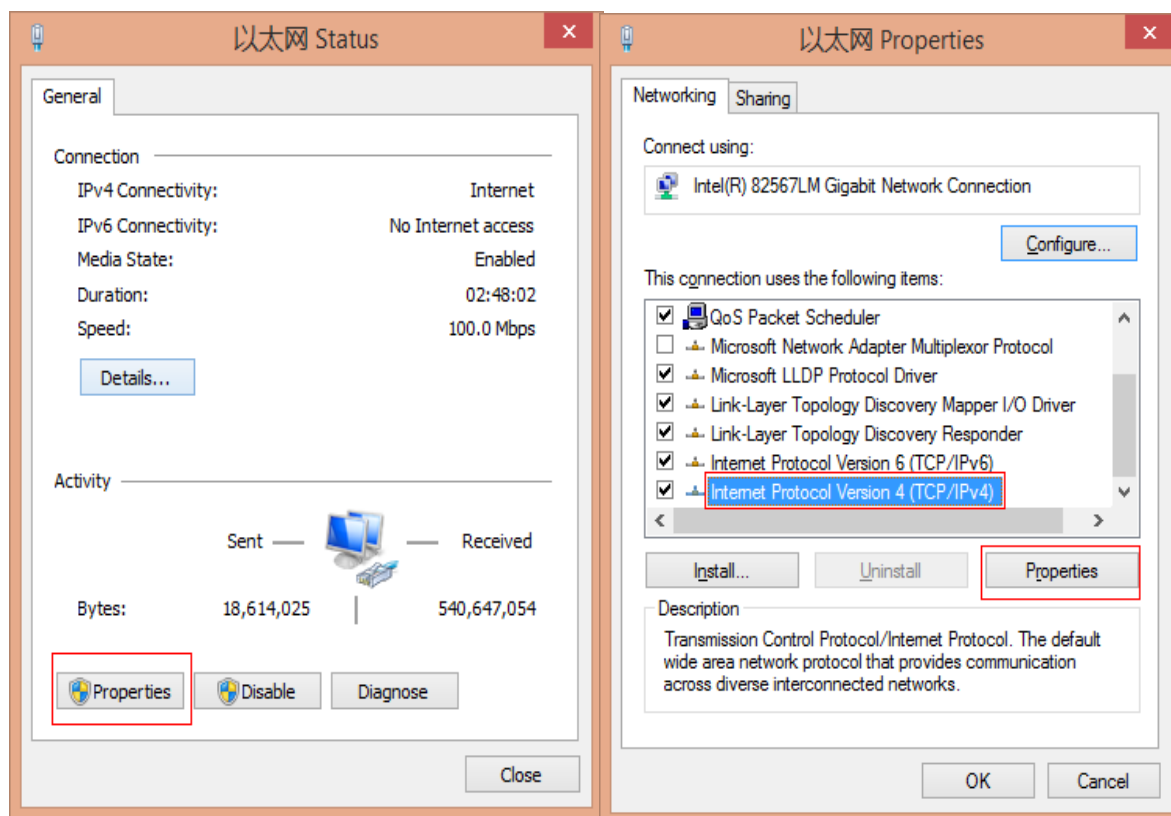 以太网 Status
General
Connection
IPv4 Connectivity: Internet
IPv6 Connectivity: No Internet access
Media State: Enabled
Duration: 02:48:02
Speed: 100.0 Mbps
Details...
Activity
Sent Received
Bytes: 18,614,025 540,647,054
Properties Disable Diagnose
Close
以太网 Properties
Networking Sharing
Connect using:
Intel(R) 82567LM Gigabit Network Connection
Configure...
This connection uses the following items:
QoS Packet Scheduler
Microsoft Network Adapter Multiplexor Protocol
Microsoft LLDP Protocol Driver
Link-Layer Topology Discovery Mapper I/O Driver
Link-Layer Topology Discovery Responder
Internet Protocol Version 6 (TCP/IPv6)
Internet Protocol Version 4 (TCP/IPv4)
Install... Uninstall Properties
Description
Transmission Control Protocol/Internet Protocol. The default
wide area network protocol that provides communication
across diverse interconnected networks.
OK Cancel